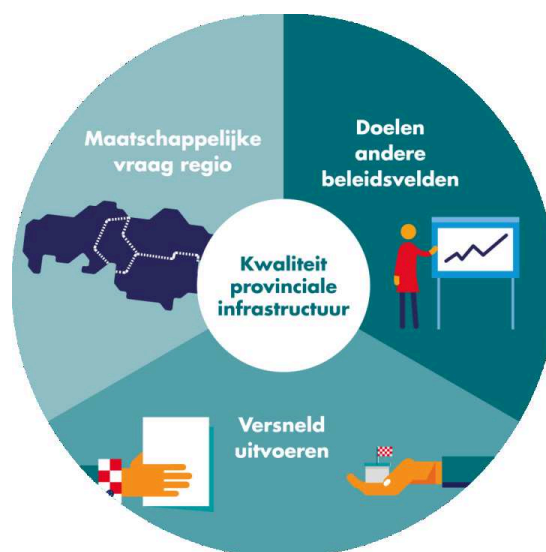 Maatschappelijke
vraag regio
Doelen
andere
beleidsvelden
Kwaliteit
provinciale
infrastructuur
Versneld
uitvoeren